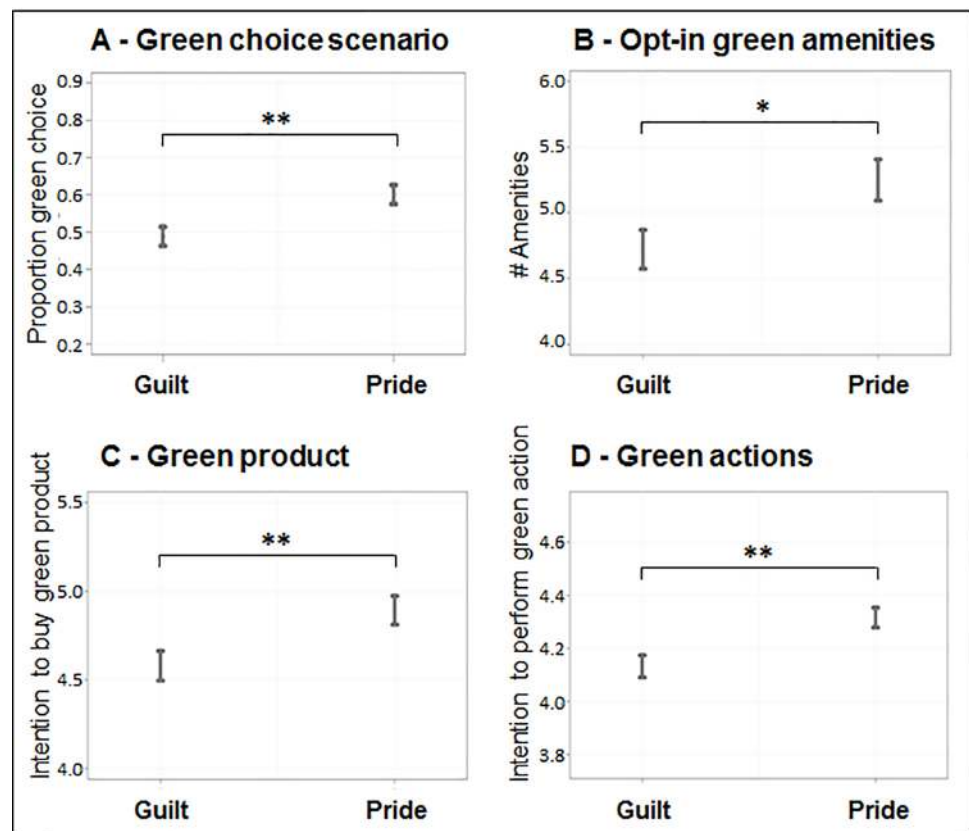 A - Green choice scenario
Proportion green choice
0.9
0.8
0.7
0.6
0.5
0.4
0.3
0.2
**
Guilt Pride
B - Opt-in green amenities
# Amenities
6.0
5.5
5.0
4.5
4.0
*
Guilt Pride
C - Green product
Intention to buy green product
5.5
5.0
4.5
4.0
**
Guilt Pride
D - Green actions
Intention to perform green action
4.6
4.4
4.2
4.0
3.8
**
Guilt Pride